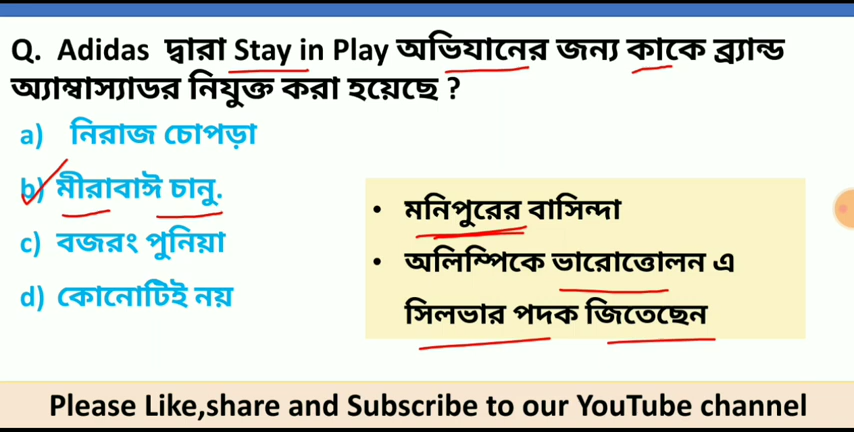 Q. Adidas দ্বারা Stay in Play অভিযানের জন্য কাকে ব্র্যান্ড
অ্যাম্বাস্যাডর নিযুক্ত করা হয়েছে ?
a) নিরাজ চোপড়া
b) মীরাবাঈ চানু.
c) বজরং পুনিয়া
d) কোনোটিই নয়
• মনিপুরের বাসিন্দা
• অলিম্পিকে ভারোত্তোলন এ
সিলভার পদক জিতেছেন
Please Like,share and Subscribe to our YouTube channel